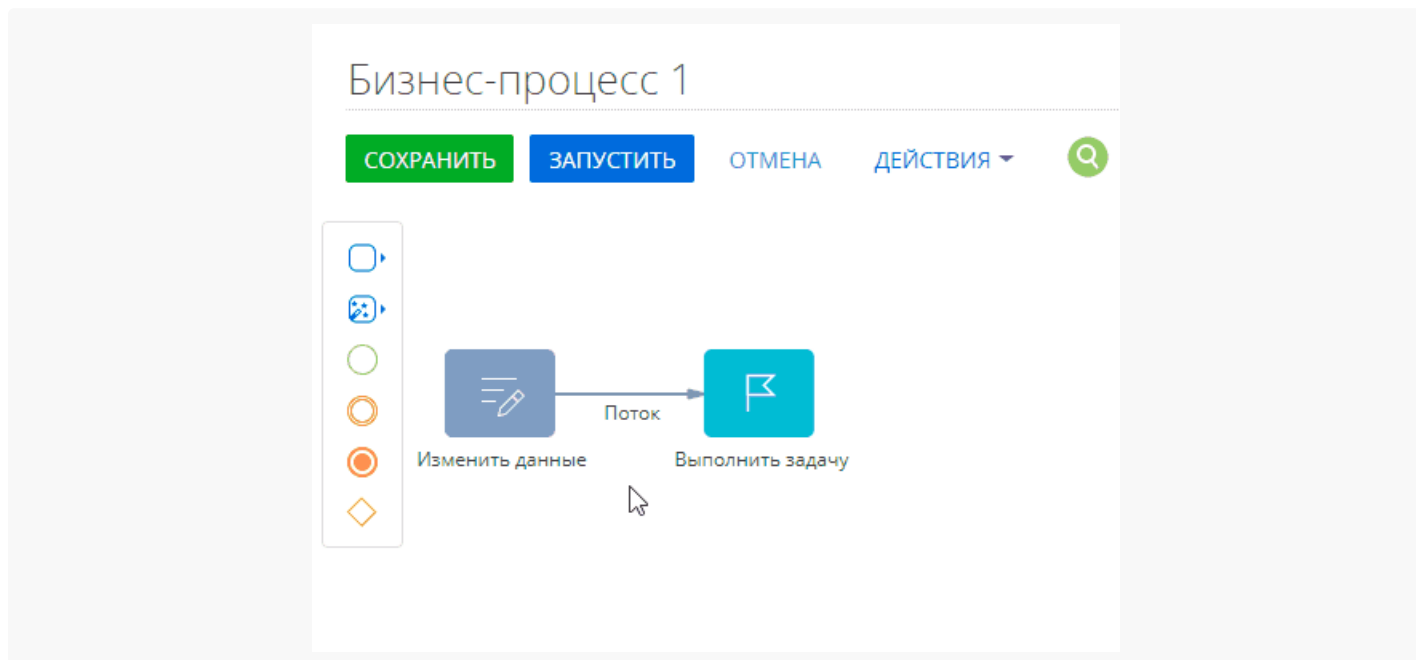 Бизнес-процесс 1
СОХРАНИТЬ ЗАПУСТИТЬ ОТМЕНА ДЕЙСТВИЯ
Поток
Изменить данные Выполнить задачу